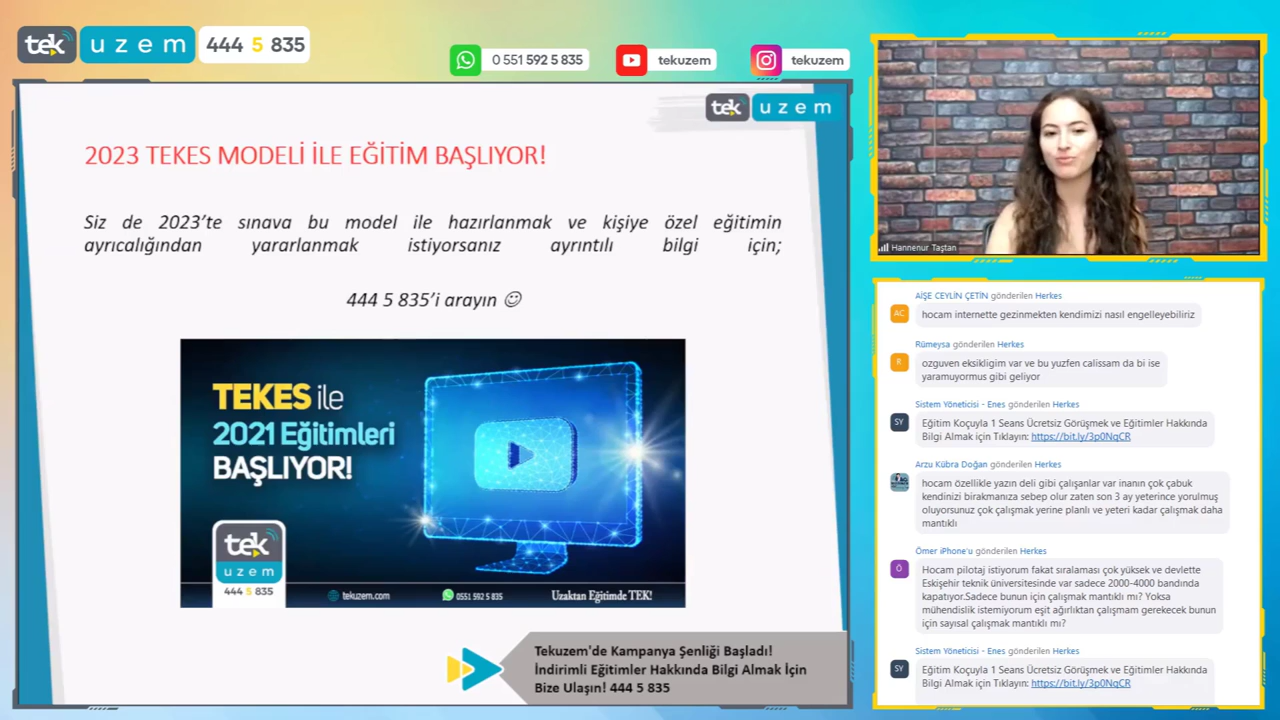 tek uzem 444 5 835
0 551 592 5 835
tekuzem
tekuzem
tek uzem
2023 TEKES MODELİ İLE EĞİTİM BAŞLIYOR!
Siz de 2023’te sınava bu model ile hazırlanmak ve kişiye özel eğitimin
ayrıcalığından yararlanmak istiyorsanız ayrıntılı bilgi için;
444 5 835’i arayın ☺
TEKES ile
2021 Eğitimleri
BAŞLIYOR!
tek
uzem
444 5 835
tekuzem.com
0551 592 5 835
Uzaktan Eğitimde TEK!
Tekuzem'de Kampanya Şenliği Başladı!
İndirimli Eğitimler Hakkında Bilgi Almak İçin
Bize Ulaşın! 444 5 835
Hannenur Taştan
AİŞE CEYLİN ÇETİN gönderilen Herkes
AC
hocam internette gezinmekten kendimizi nasıl engelleyebiliriz
Rümeysa gönderilen Herkes
R
ozguven eksikligim var ve bu yuzfen calissam da bi ise
yaramuyormus gibi geliyor
Sistem Yöneticisi - Enes gönderilen Herkes
SY
Eğitim Koçuyla 1 Seans Ücretsiz Görüşmek ve Eğitimler Hakkında
Bilgi Almak için Tıklayın: https://bit.ly/3p0NqCR
Arzu Kübra Doğan gönderilen Herkes
hocam özellikle yazın deli gibi çalışanlar var inanın çok çabuk
kendinizi bırakmanıza sebep olur zaten son 3 ay yeterince yorulmuş
oluyorsunuz çok çalışmak yerine planlı ve yeteri kadar çalışmak daha
mantıklı
Ömer iPhone'u gönderilen Herkes
Ö
Hocam pilotaj istiyorum fakat sıralaması çok yüksek ve devlette
Eskişehir teknik üniversitesinde var sadece 2000-4000 bandında
kapatıyor.Sadece bunun için çalışmak mantıklı mı? Yoksa
mühendislik istemiyorum eşit ağırlıktan çalışmam gerekecek bunun
için sayısal çalışmak mantıklı mı?
Sistem Yöneticisi - Enes gönderilen Herkes
SY
Eğitim Koçuyla 1 Seans Ücretsiz Görüşmek ve Eğitimler Hakkında
Bilgi Almak için Tıklayın: https://bit.ly/3p0NqCR